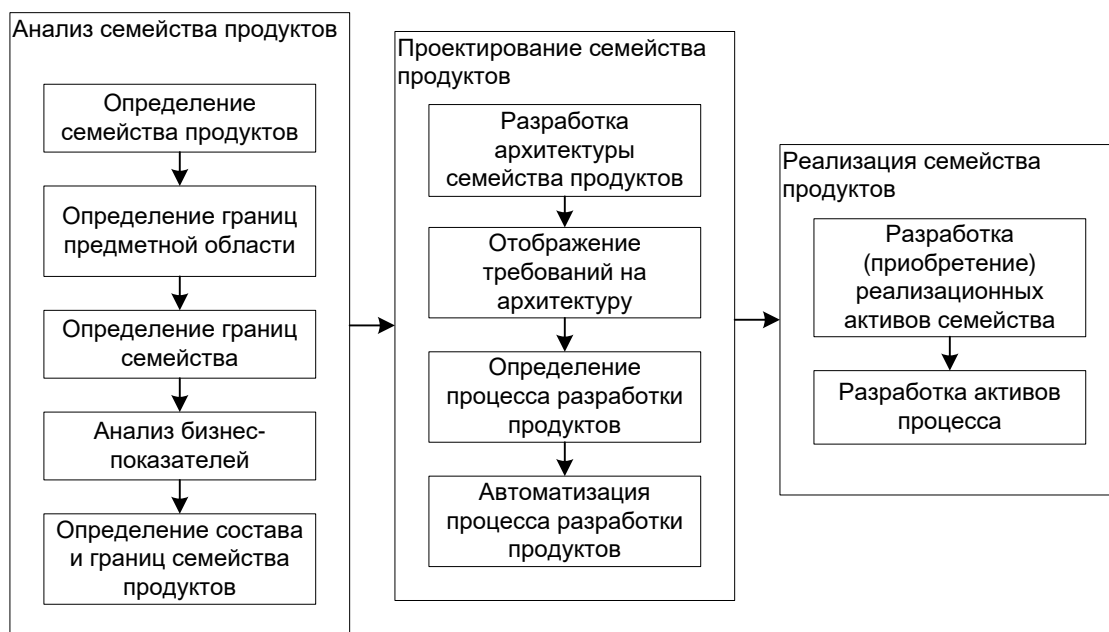 Анализ семейства продуктов
Определение
семейства продуктов
Определение границ
предметной области
Определение границ
семейства
Анализ бизнес-
показателей
Определение состава
и границ семейства
продуктов
Проектирование семейства
продуктов
Разработка
архитектуры
семейства продуктов
Отображение
требований на
архитектуру
Определение
процесса разработки
продуктов
Автоматизация
процесса разработки
продуктов
Реализация семейства
продуктов
Разработка
(приобретение)
реализационных
активов семейства
Разработка активов
процесса